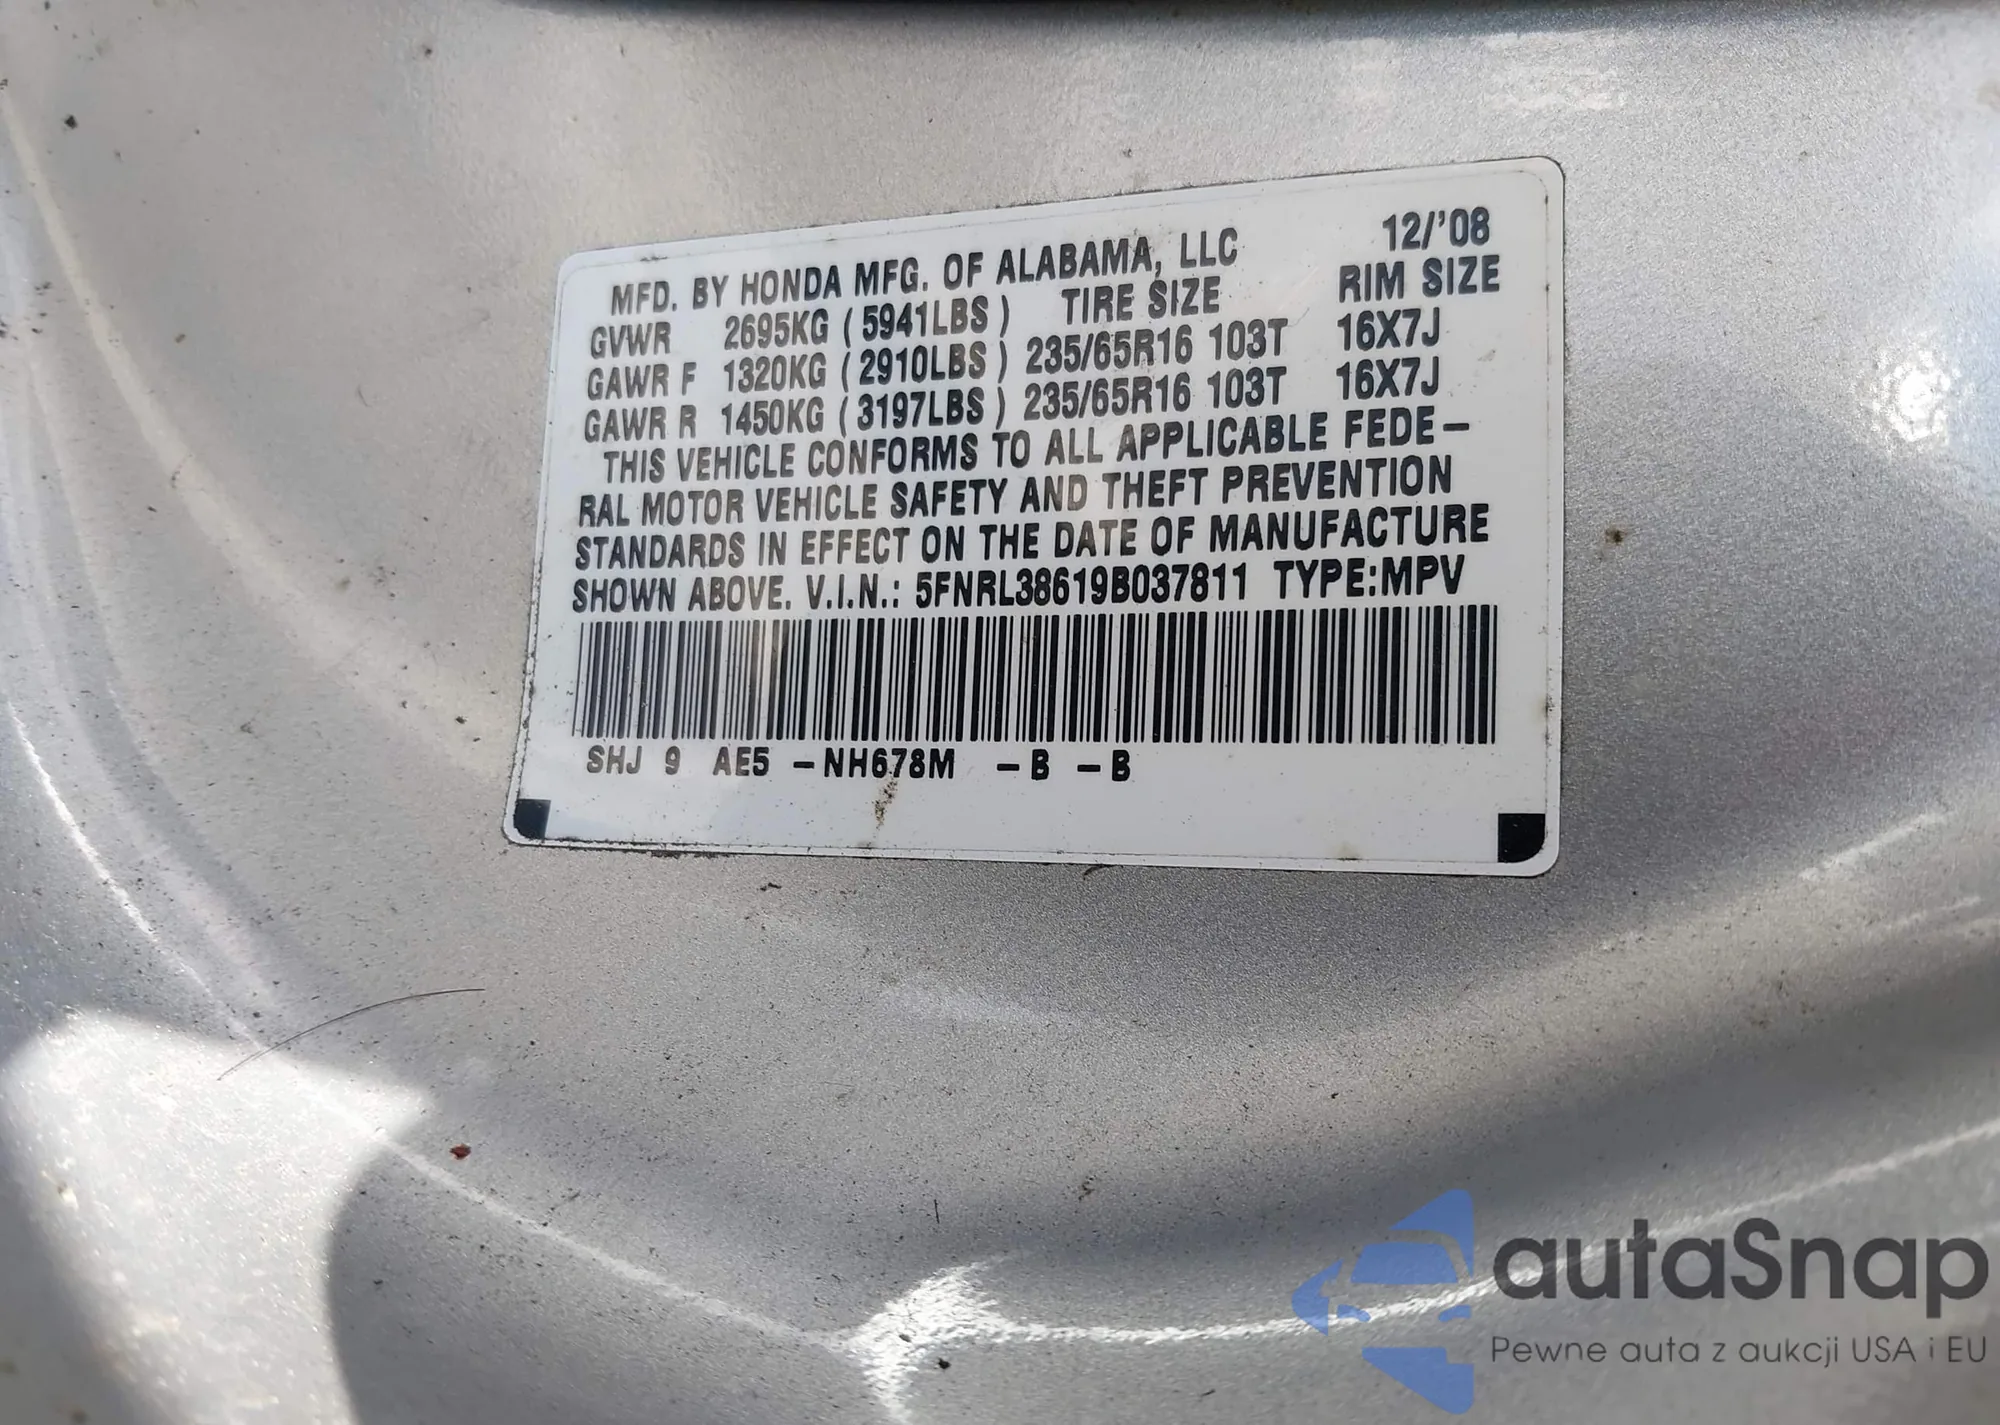 MFD. BY HONDA MFG. OF ALABAMA, LLC 12/'08
GVWR 2695KG ( 5941LBS ) TIRE SIZE RIM SIZE
GAWR F 1320KG ( 2910LBS ) 235/65R16 103T 16X7J
GAWR R 1450KG ( 3197LBS ) 235/65R16 103T 16X7J
THIS VEHICLE CONFORMS TO ALL APPLICABLE FEDE-
RAL MOTOR VEHICLE SAFETY AND THEFT PREVENTION
STANDARDS IN EFFECT ON THE DATE OF MANUFACTURE
SHOWN ABOVE. V.I.N.: 5FNRL38619B037811 TYPE:MPV
SHJ 9 AE5 -NH678M -B -B
autaSnap
Pewne auta z aukcji USA i EU